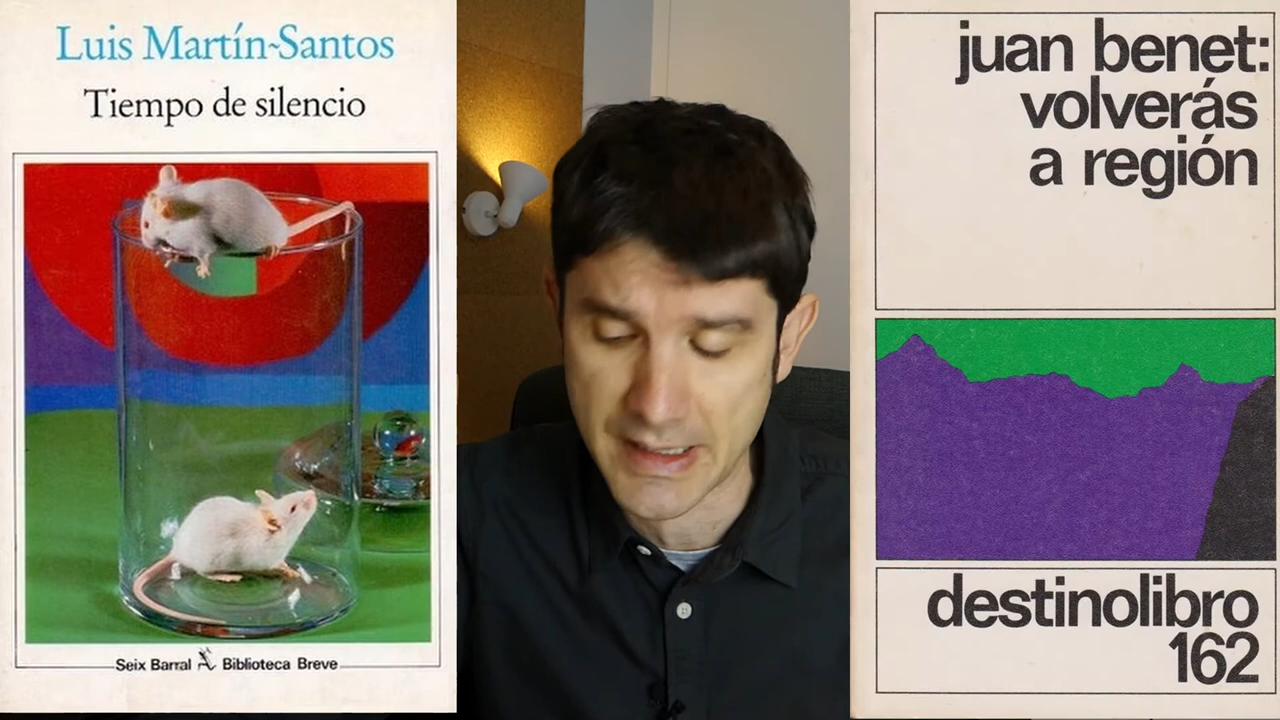 Luis Martín~Santos
Tiempo de silencio
Seix Barral Biblioteca Breve
juan benet:
volverás
a región
destinolibro
162